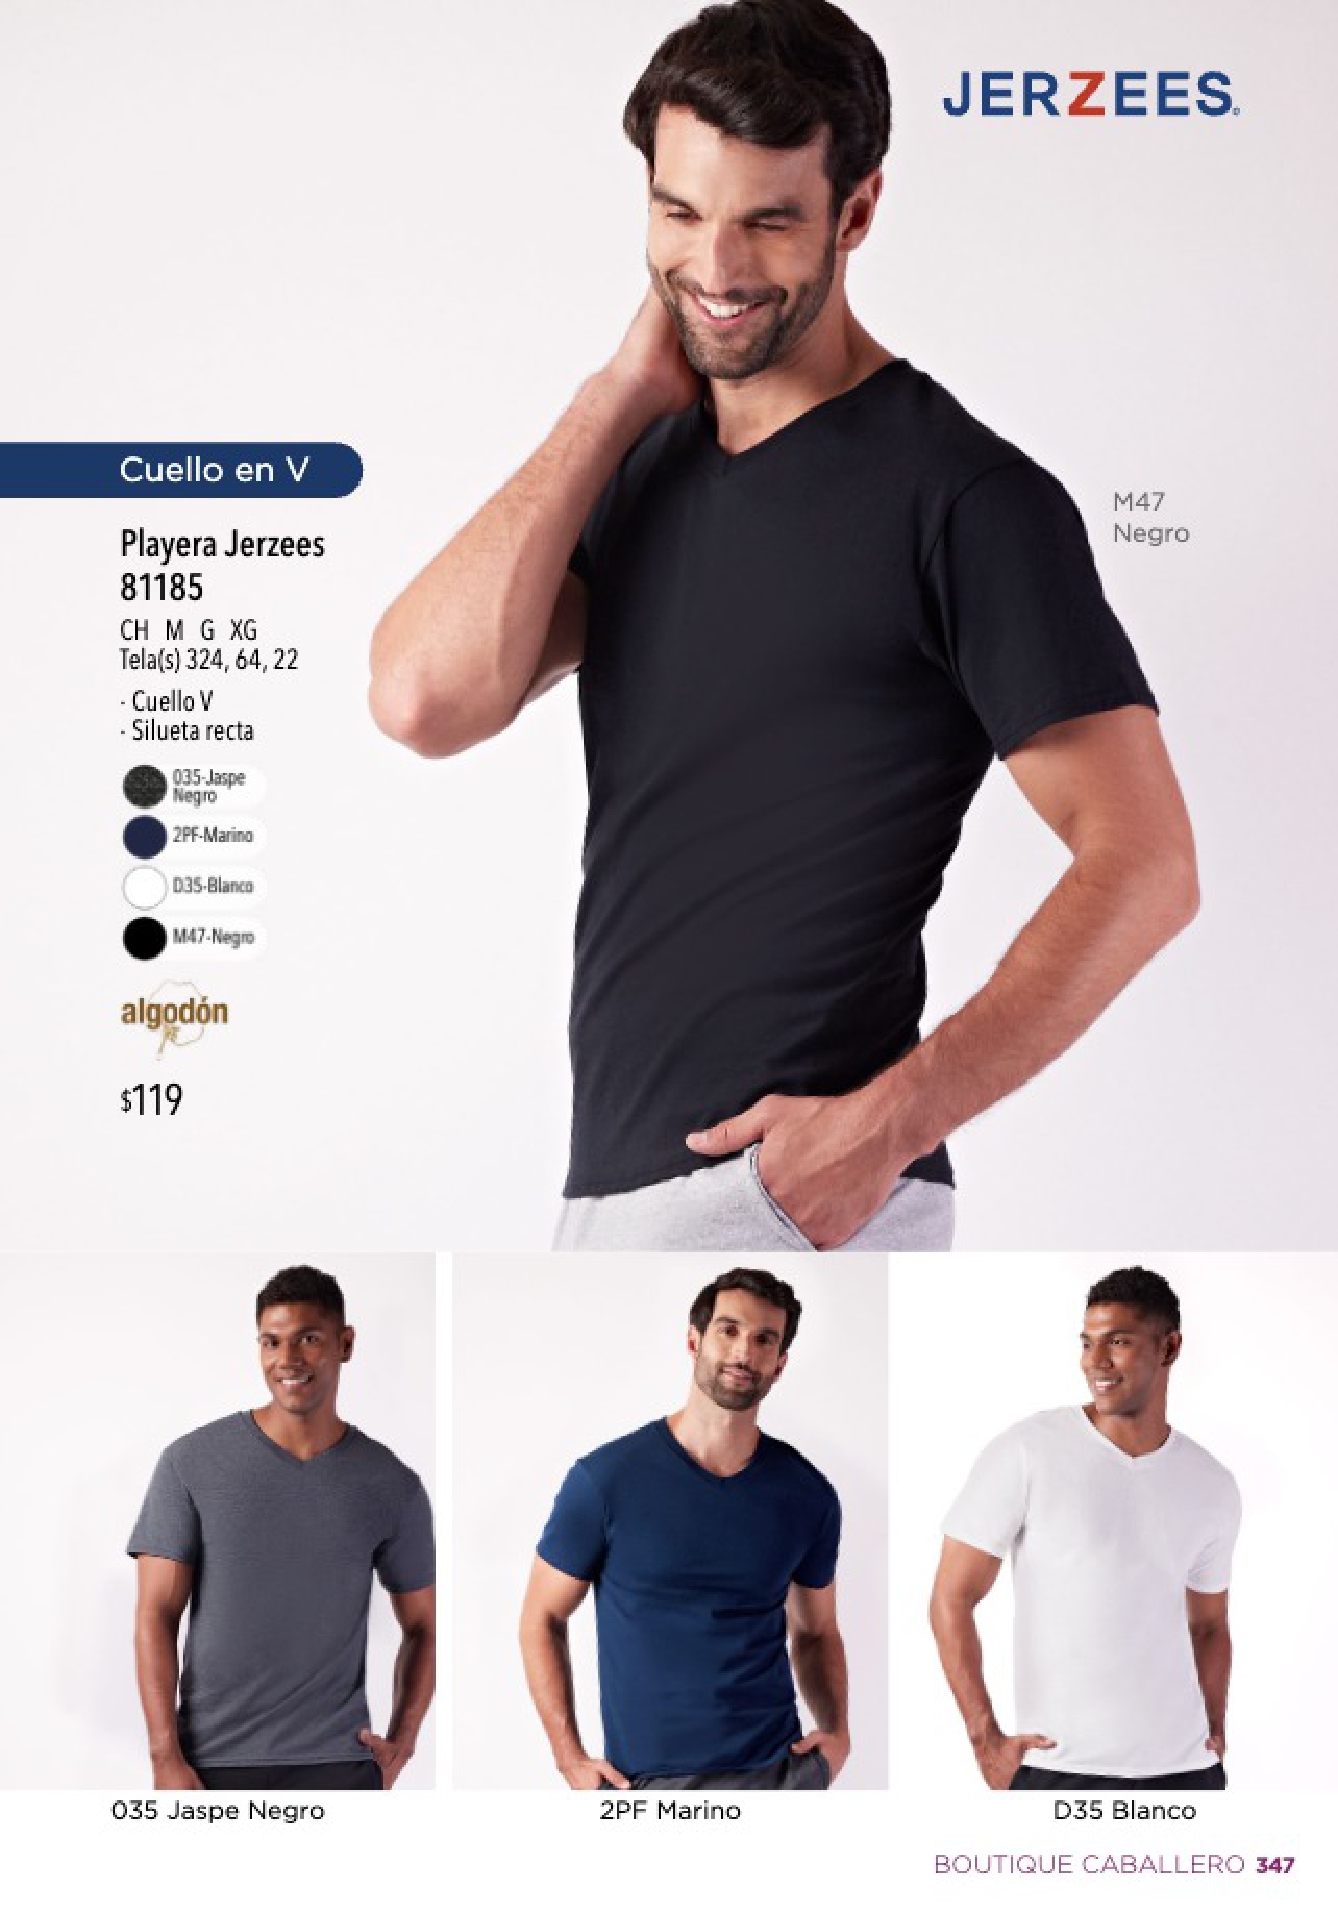 JERZEES
Cuello en V
Playera Jerzees
81185
CH M G XG
Tela(s) 324, 64, 22
· Cuello V
· Silueta recta
035-Jaspe
Negro
2PF-Marino
D35-Blanco
M47-Negro
algodón
$119
M47
Negro
035 Jaspe Negro
2PF Marino
D35 Blanco
BOUTIQUE CABALLERO 347